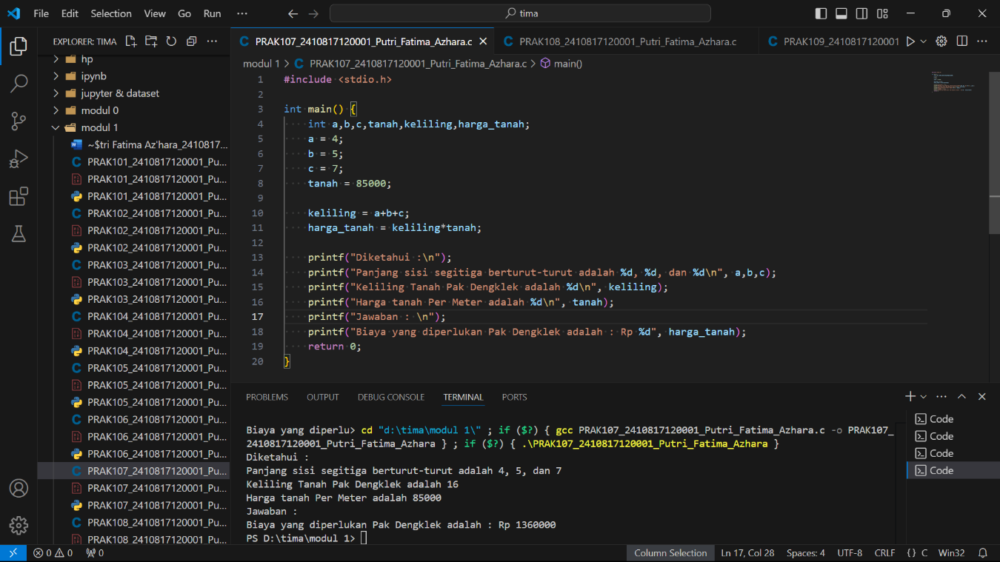 File Edit Selection View Go Run ··· tima
EXPLORER: TIMA
hp
ipynb
jupyter & dataset
modul 0
modul 1
~$tri Fatima Az'hara_2410817...
PRAK101_2410817120001_Pu...
PRAK101_2410817120001_Pu...
PRAK101_2410817120001_Pu...
PRAK102_2410817120001_Pu...
PRAK102_2410817120001_Pu...
PRAK102_2410817120001_Pu...
PRAK103_2410817120001_Pu...
PRAK103_2410817120001_Pu...
PRAK103_2410817120001_Pu...
PRAK104_2410817120001_Pu...
PRAK104_2410817120001_Pu...
PRAK104_2410817120001_Pu...
PRAK105_2410817120001_Pu...
PRAK105_2410817120001_Pu...
PRAK105_2410817120001_Pu...
PRAK106_2410817120001_Pu...
PRAK106_2410817120001_Pu...
PRAK106_2410817120001_Pu...
PRAK107_2410817120001_Pu...
PRAK107_2410817120001_Pu...
PRAK107_2410817120001_Pu...
PRAK108_2410817120001_Pu...
PRAK108_2410817120001_Pu...
PRAK107_2410817120001_Putri_Fatima_Azhara.c PRAK108_2410817120001_Putri_Fatima_Azhara.c PRAK109_2410817120001
modul 1 > PRAK107_2410817120001_Putri_Fatima_Azhara.c > main()
1 #include <stdio.h>
2
3 int main() {
4 int a,b,c,tanah,keliling,harga_tanah;
5 a = 4;
6 b = 5;
7 c = 7;
8 tanah = 85000;
9
10 keliling = a+b+c;
11 harga_tanah = keliling*tanah;
12
13 printf("Diketahui :\n");
14 printf("Panjang sisi segitiga berturut-turut adalah %d, %d, dan %d\n", a,b,c);
15 printf("Keliling Tanah Pak Dengklek adalah %d\n", keliling);
16 printf("Harga tanah Per Meter adalah %d\n", tanah);
17 printf("Jawaban : \n");
18 printf("Biaya yang diperlukan Pak Dengklek adalah : Rp %d", harga_tanah);
19 return 0;
20 }
PROBLEMS OUTPUT DEBUG CONSOLE TERMINAL PORTS
Biaya yang diperlu> cd "d:\tima\modul 1\" ; if ($?) { gcc PRAK107_2410817120001_Putri_Fatima_Azhara.c -o PRAK107_
2410817120001_Putri_Fatima_Azhara } ; if ($?) { .\PRAK107_2410817120001_Putri_Fatima_Azhara }
Diketahui :
Panjang sisi segitiga berturut-turut adalah 4, 5, dan 7
Keliling Tanah Pak Dengklek adalah 16
Harga tanah Per Meter adalah 85000
Jawaban :
Biaya yang diperlukan Pak Dengklek adalah : Rp 1360000
PS D:\tima\modul 1>
Code
Code
Code
Code
0 0 0 Column Selection Ln 17, Col 28 Spaces: 4 UTF-8 CRLF {} C Win32